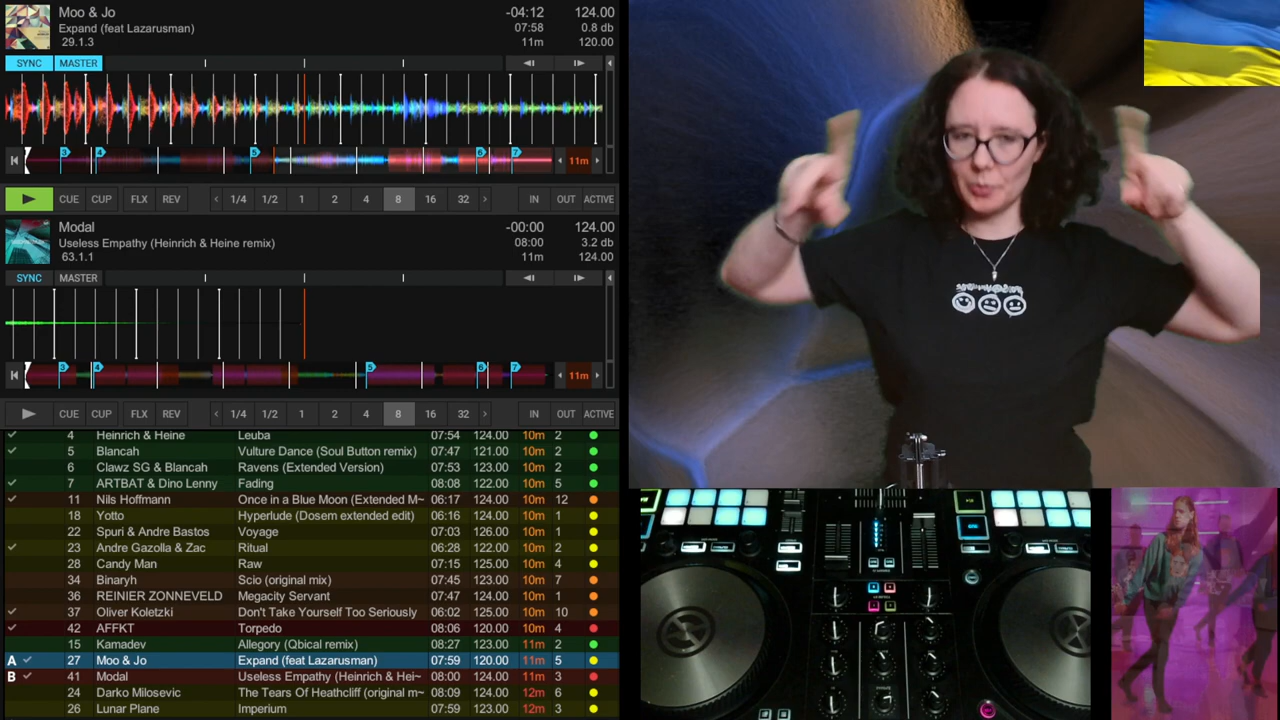 Moo & Jo -04:12 124.00
Expand (feat Lazarusman) 07:58 0.8 db
29.1.3 11m 120.00
SYNC MASTER
3 4 5 6 7 11m
CUE CUP FLX REV 1/4 1/2 1 2 4 8 16 32 IN OUT ACTIVE
Modal -00:00 124.00
Useless Empathy (Heinrich & Heine remix) 08:00 3.2 db
63.1.1 11m 124.00
SYNC MASTER
3 4 5 6 7 11m
CUE CUP FLX REV 1/4 1/2 1 2 4 8 16 32 IN OUT ACTIVE
4 Heinrich & Heine Leuba 07:54 124.00 10m 2
5 Blancah Vulture Dance (Soul Button remix) 07:47 121.00 10m 2
6 Clawz SG & Blancah Ravens (Extended Version) 07:53 123.00 10m 2
7 ARTBAT & Dino Lenny Fading 08:08 122.00 10m 5
11 Nils Hoffmann Once in a Blue Moon (Extended M~ 06:17 124.00 10m 12
18 Yotto Hyperlude (Dosem extended edit) 06:16 124.00 10m 1
22 Spuri & Andre Bastos Voyage 07:03 126.00 10m 1
23 Andre Gazolla & Zac Ritual 06:28 122.00 10m 2
28 Candy Man Raw 07:15 125.00 10m 4
34 Binaryh Scio (original mix) 07:45 123.00 10m 7
36 REINIER ZONNEVELD Megacity Servant 07:47 124.00 10m 1
37 Oliver Koletzki Don't Take Yourself Too Seriously 06:02 125.00 10m 10
42 AFFKT Torpedo 08:06 120.00 10m 4
15 Kamadev Allegory (Qbical remix) 08:27 123.00 11m 2
A 27 Moo & Jo Expand (feat Lazarusman) 07:59 120.00 11m 5
B 41 Modal Useless Empathy (Heinrich & Hei~ 08:00 124.00 11m 3
24 Darko Milosevic The Tears Of Heathcliff (original m~ 08:09 124.00 12m 6
26 Lunar Plane Imperium 07:59 123.00 12m 3